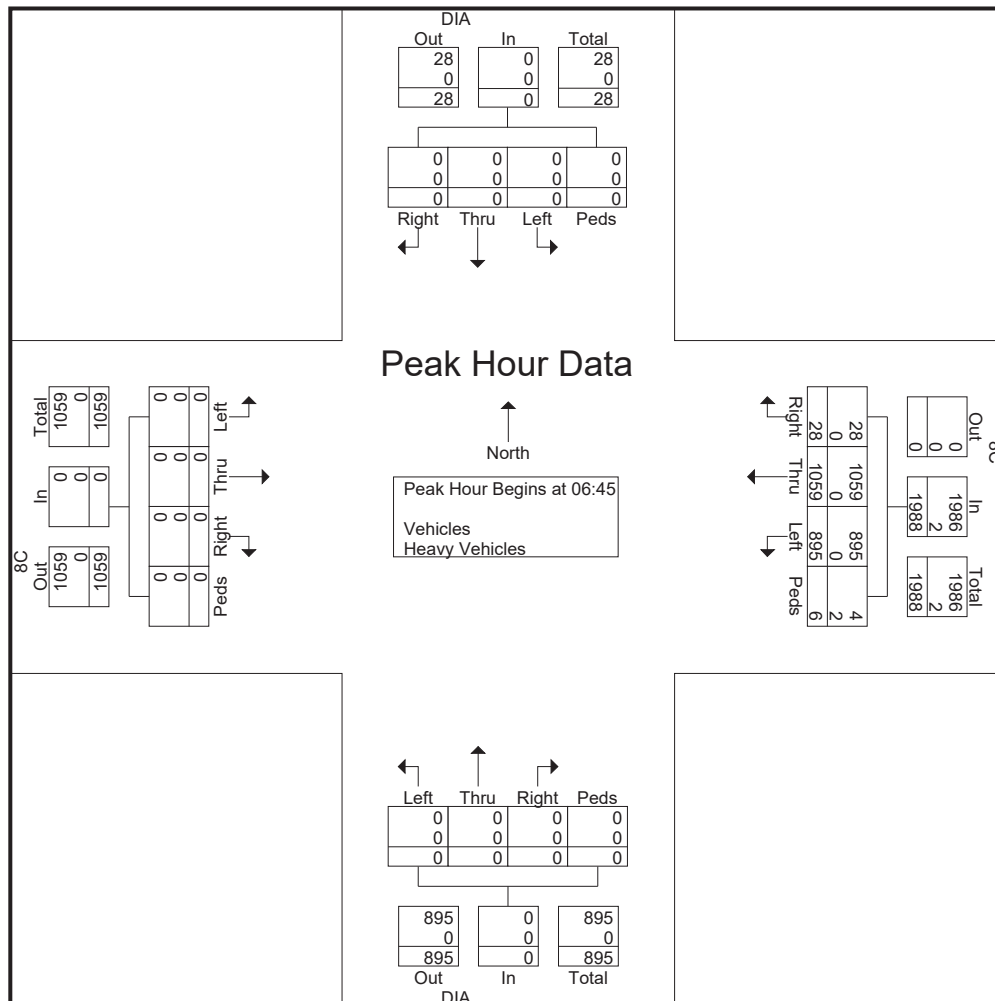 DIA
Out In Total
28 0 28
0 0 0
28 0 28
0 0 0 0
0 0 0 0
0 0 0 0
Right Thru Left Peds
Peak Hour Data
North
Peak Hour Begins at 06:45
Vehicles
Heavy Vehicles
8C
Out In Total
1059 0 1059
0 0 0
1059 0 1059
0 0 0 0
0 0 0 0
0 0 0 0
Peds Right Thru Left
8C
Out In Total
0 1986 1986
0 2 2
0 1988 1988
28 1059 895 4
0 0 0 2
28 1059 895 6
Right Thru Left Peds
Left Thru Right Peds
0 0 0 0
0 0 0 0
0 0 0 0
895 0 895
0 0 0
895 0 895
Out In Total
DIA